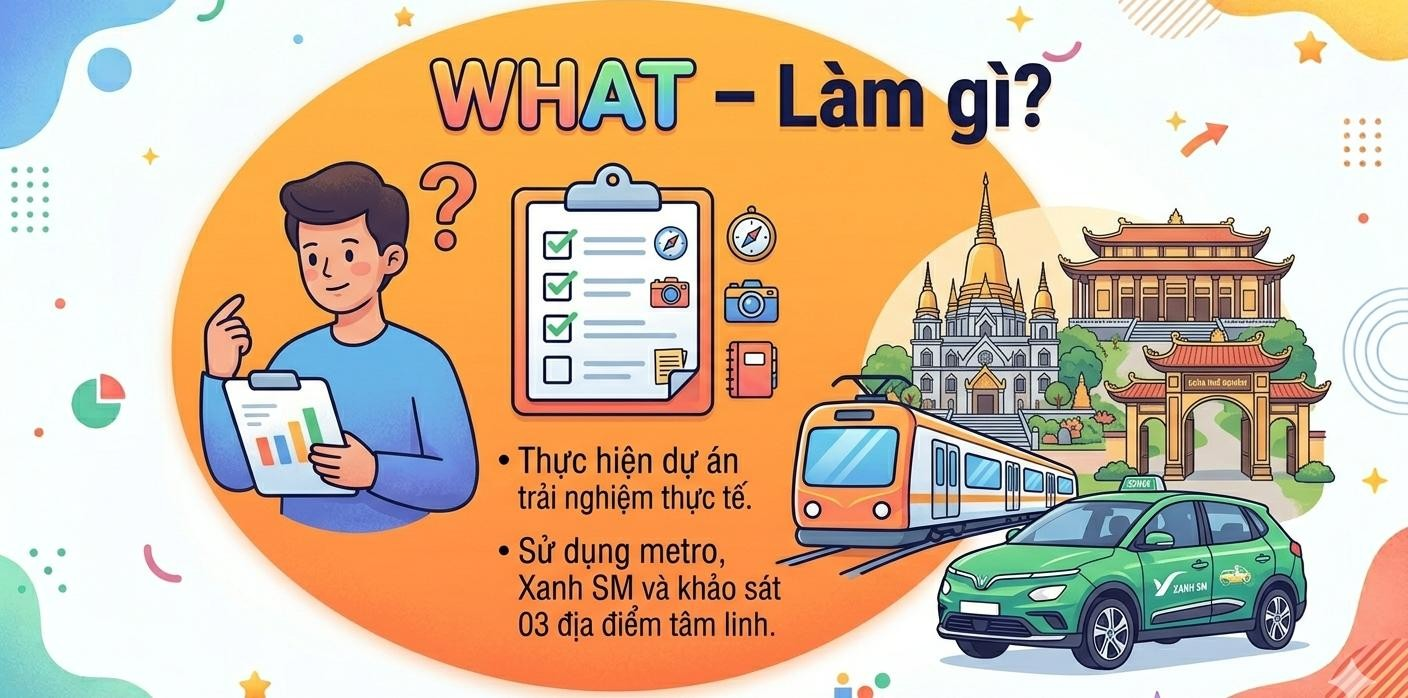 WHAT – Làm gì?
?
• Thực hiện dự án
trải nghiệm thực tế.
• Sử dụng metro,
Xanh SM và khảo sát
03 địa điểm tâm linh.
XANH SM